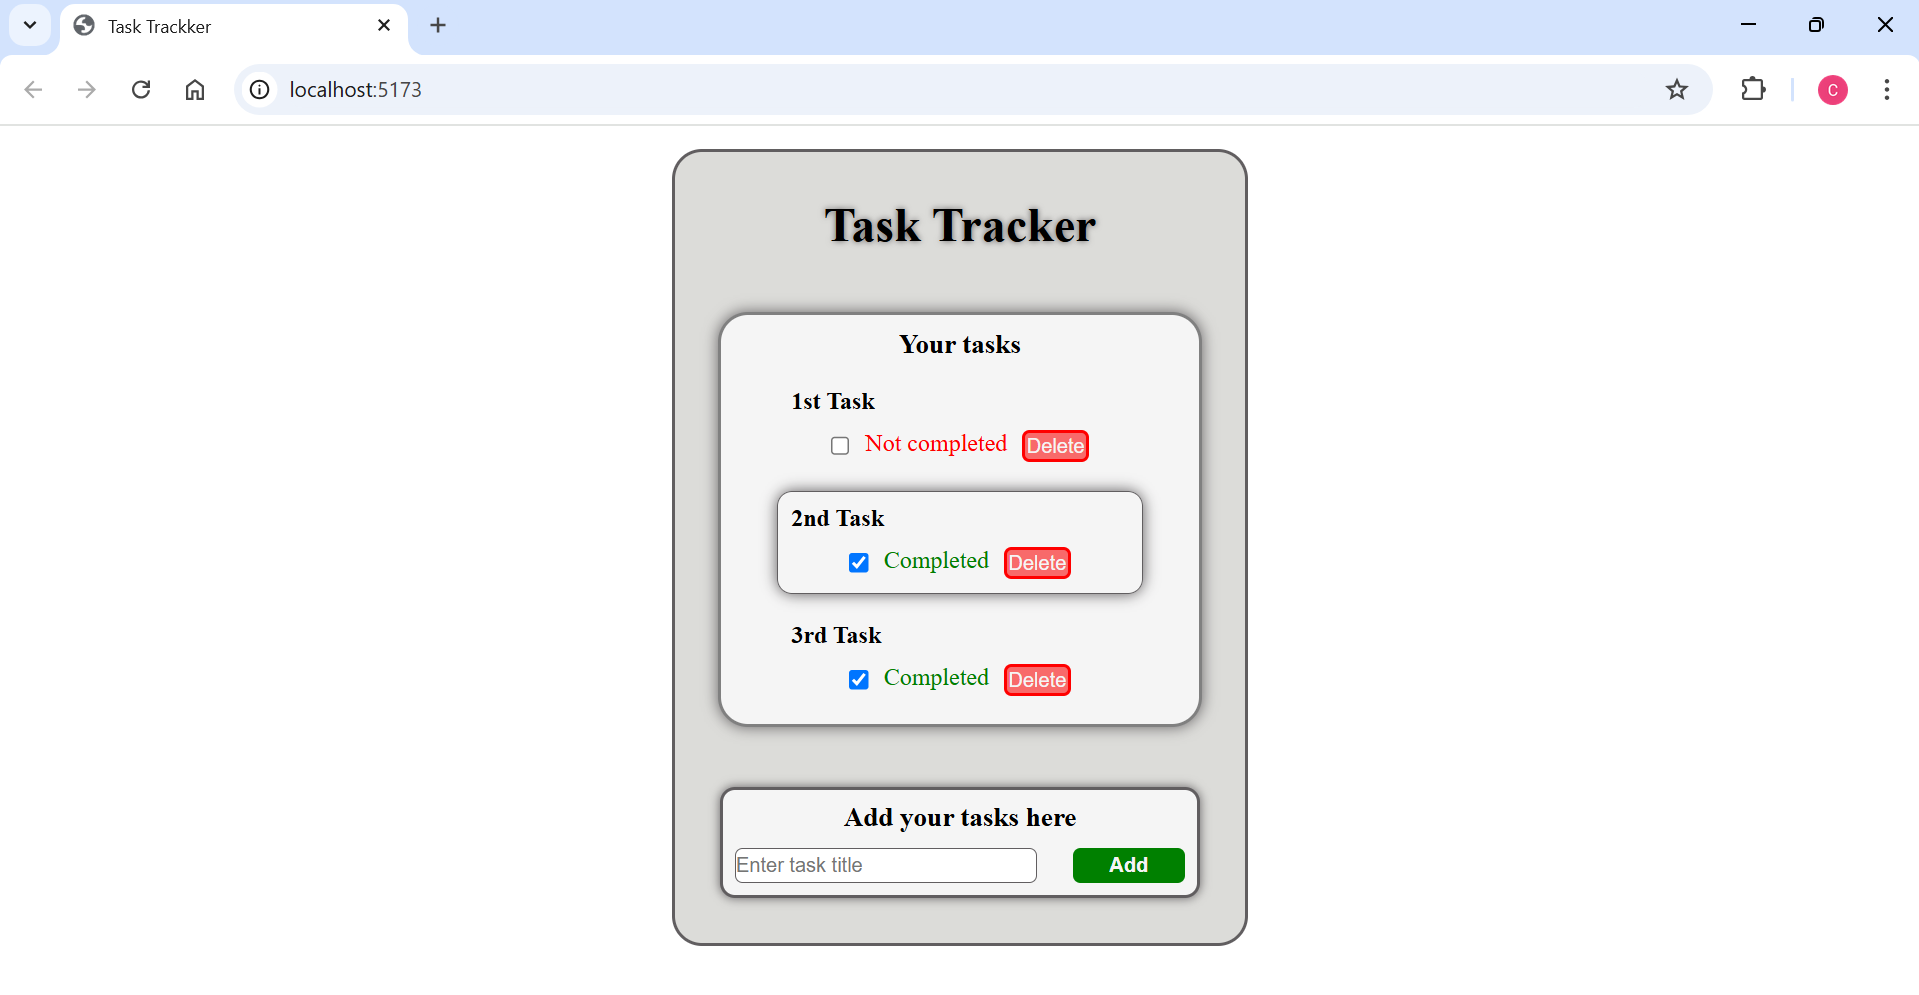 Task Trackker
localhost:5173
C
Task Tracker
Your tasks
1st Task
Not completed Delete
2nd Task
Completed Delete
3rd Task
Completed Delete
Add your tasks here
Enter task title Add